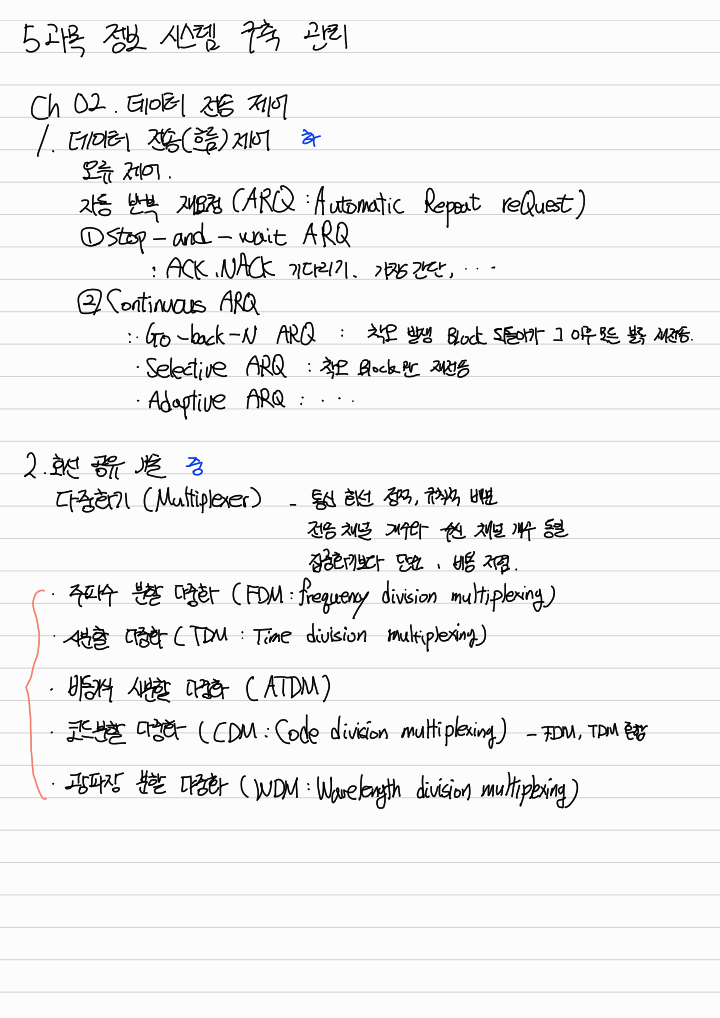 5과목 정보 시스템 구축 관리
Ch 02. 데이터 전송 제어
1. 데이터 전송(흐름)제어 하
오류 제어.
자동 반복 재요청 (ARQ : Automatic Repeat reQuest)
① Stop-and-wait ARQ
: ACK, NACK 기다리기. 가장 간단, ···
② Continuous ARQ
: · Go-back-N ARQ : 착오 발생 Block 되돌아가 그 이후 모든 블록 재전송.
· Selective ARQ : 착오 Block만 재전송
· Adaptive ARQ : · · ·
2. 회선 공유 기술 중
다중화기 (Multiplexer) - 통신 회선 정적, 규칙적 배분
전송 채널 개수와 수신 채널 개수 동일
집중화기보다 단순, 비용 저렴.
· 주파수 분할 다중화 (FDM : frequency division multiplexing)
· 시분할 다중화 (TDM : Time division multiplexing)
· 비동기식 시분할 다중화 (ATDM)
· 코드분할 다중화 (CDM : Code division multiplexing) - FDM, TDM 혼합
· 광파장 분할 다중화 (WDM : Wavelength division multiplexing)